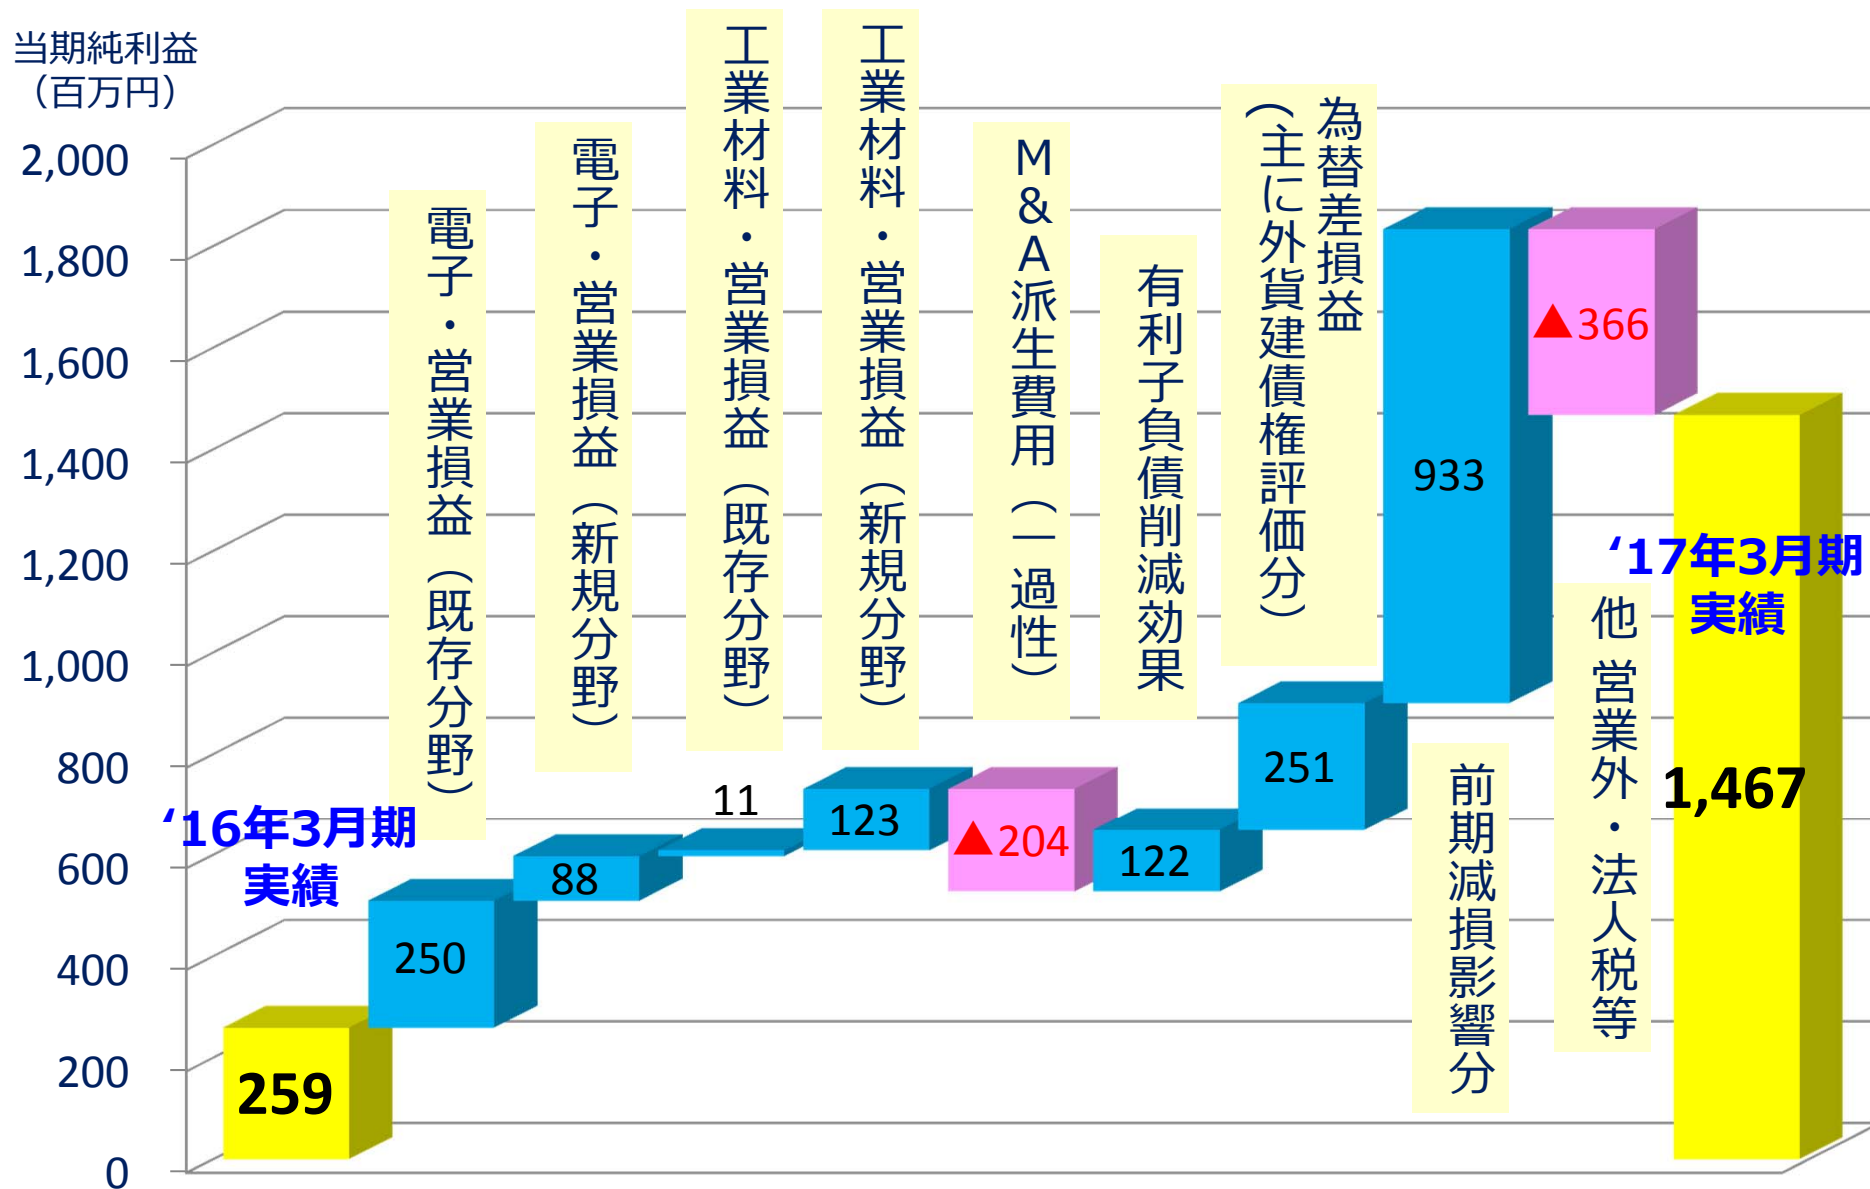 当期純利益
（百万円）
2,000
1,800
1,600
1,400
1,200
1,000
800
600
400
200
0
‘16年3月期
実績
259
電子・営業損益（既存分野）
250
電子・営業損益（新規分野）
88
工業材料・営業損益（既存分野）
11
工業材料・営業損益（新規分野）
123
M&A派生費用（一過性）
▲204
有利子負債削減効果
122
為替差損益
（主に外貨建債権評価分）
251
前期減損影響分
933
他 営業外・法人税等
▲366
‘17年3月期
実績
1,467